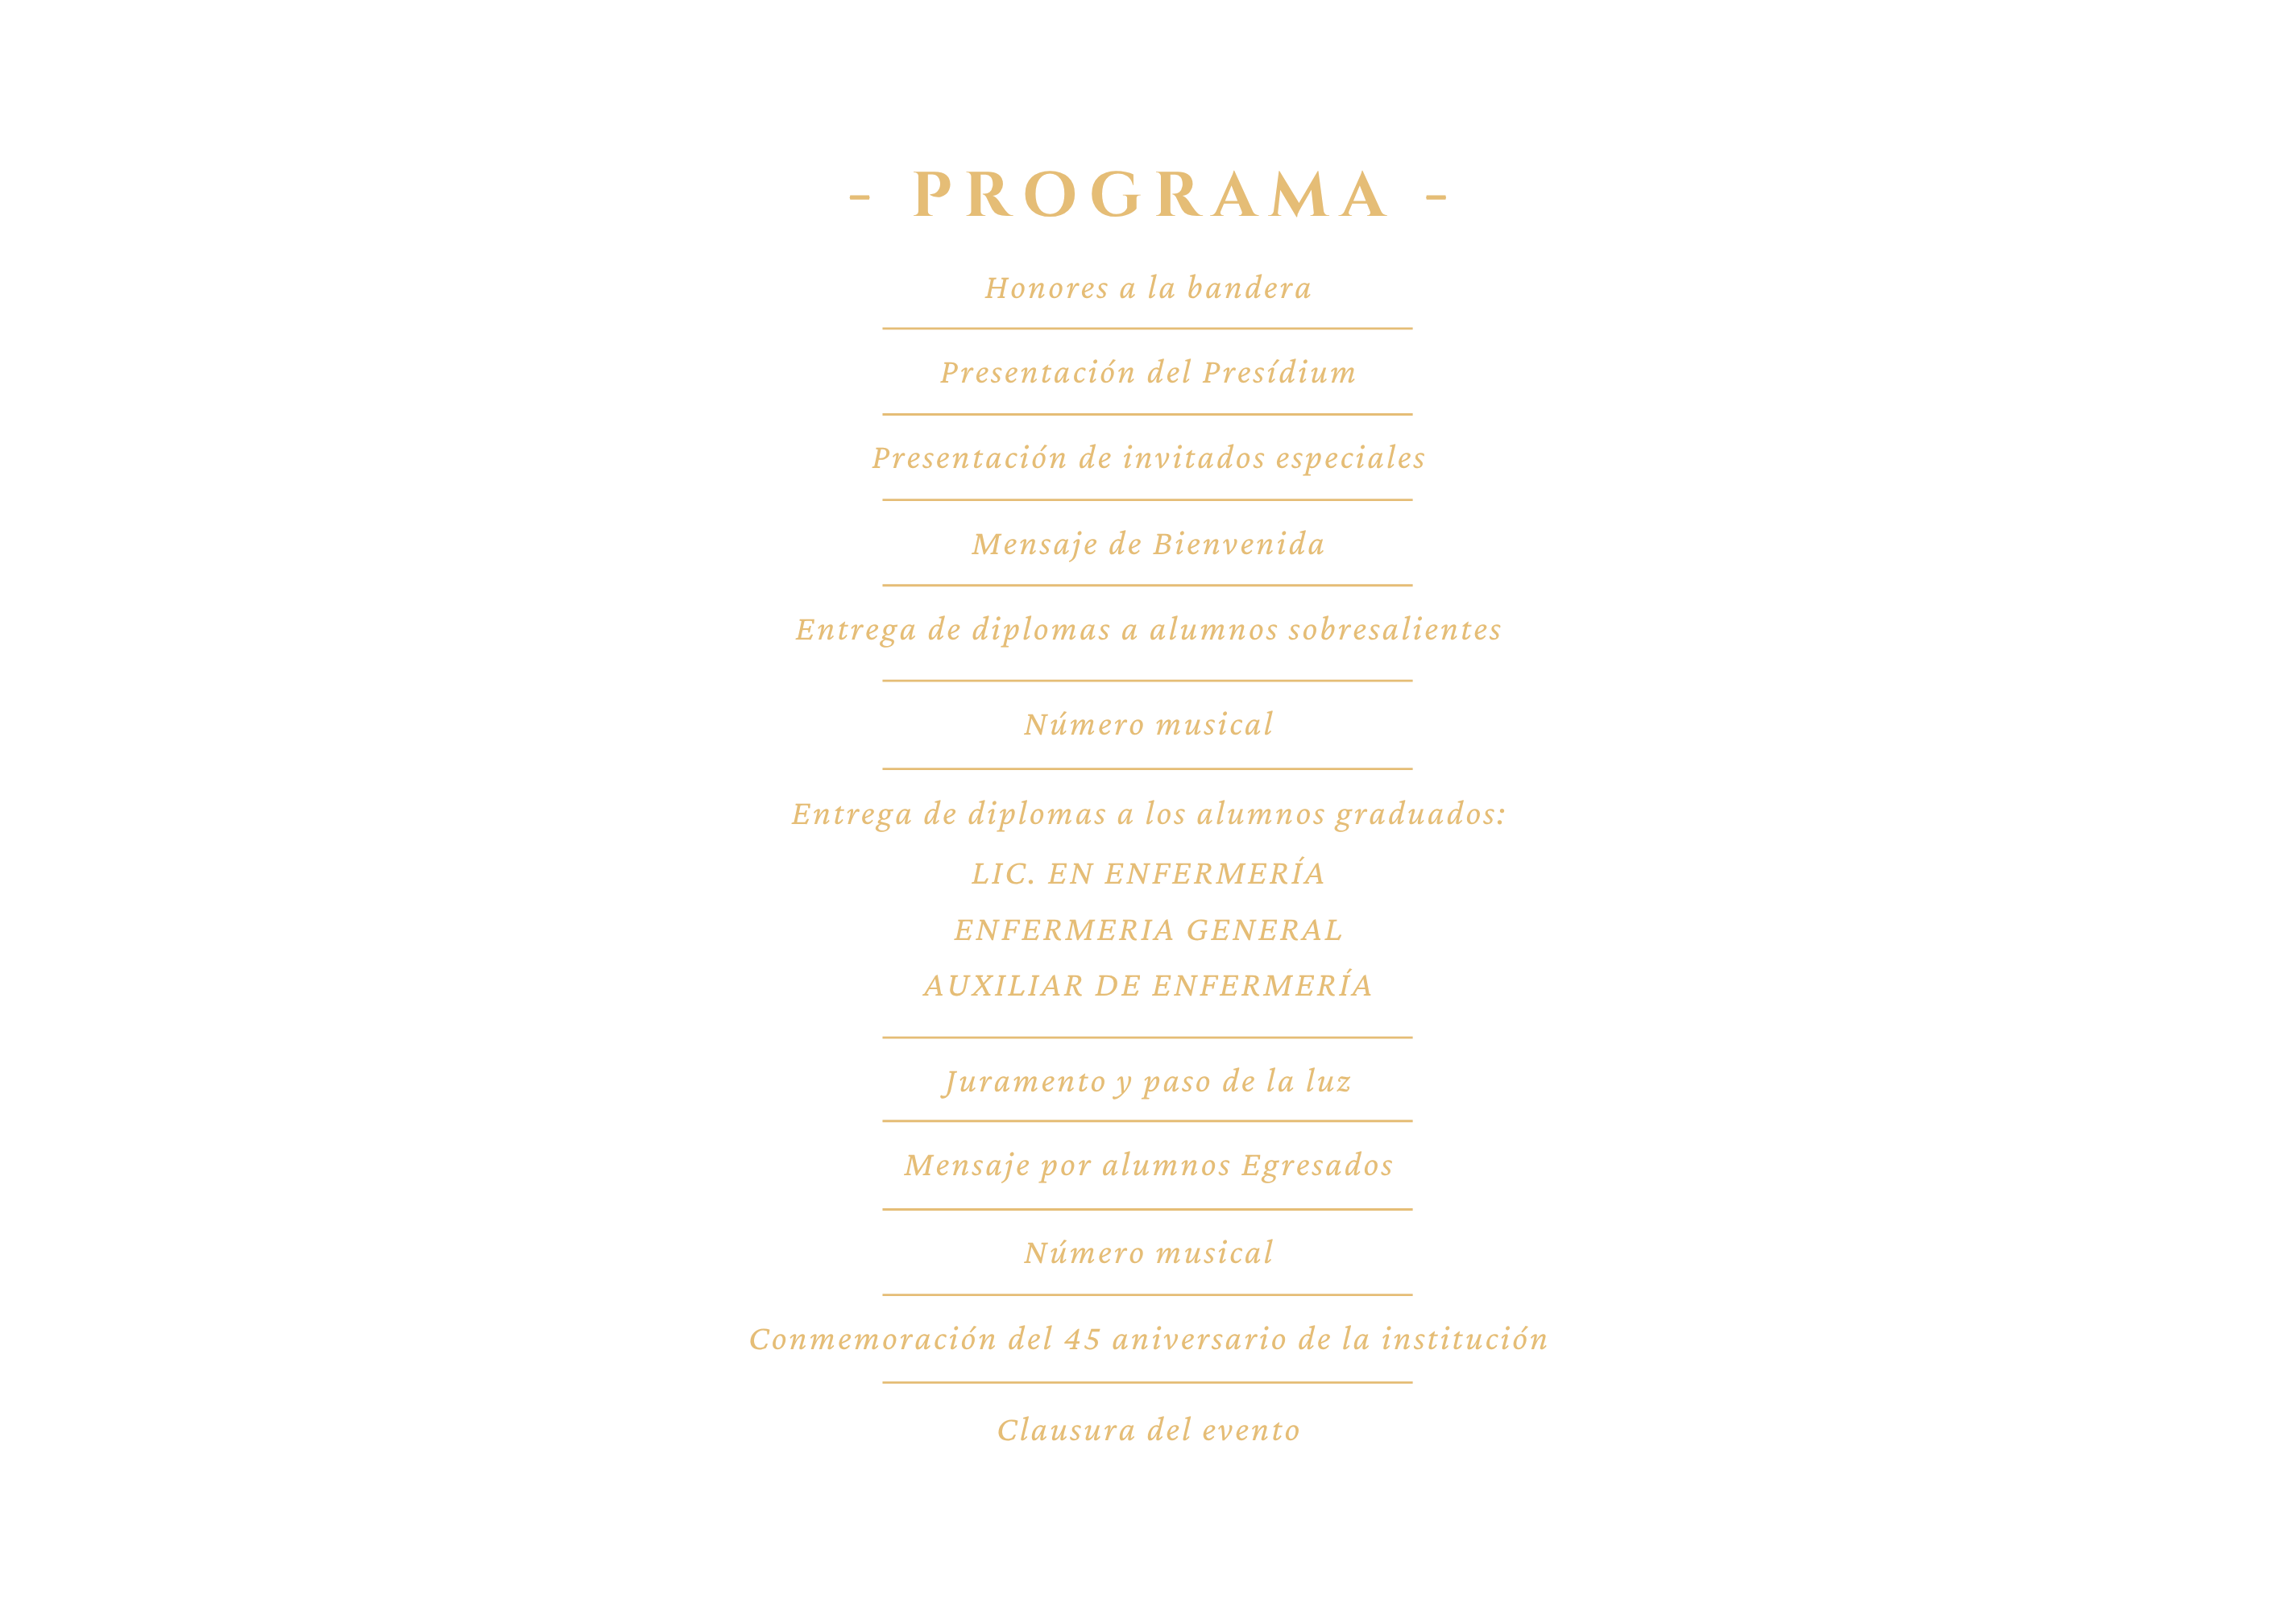 - PROGRAMA -
Honores a la bandera
Presentación del Presídium
Presentación de invitados especiales
Mensaje de Bienvenida
Entrega de diplomas a alumnos sobresalientes
Número musical
Entrega de diplomas a los alumnos graduados:
LIC. EN ENFERMERÍA
ENFERMERIA GENERAL
AUXILIAR DE ENFERMERÍA
Juramento y paso de la luz
Mensaje por alumnos Egresados
Número musical
Conmemoración del 45 aniversario de la institución
Clausura del evento